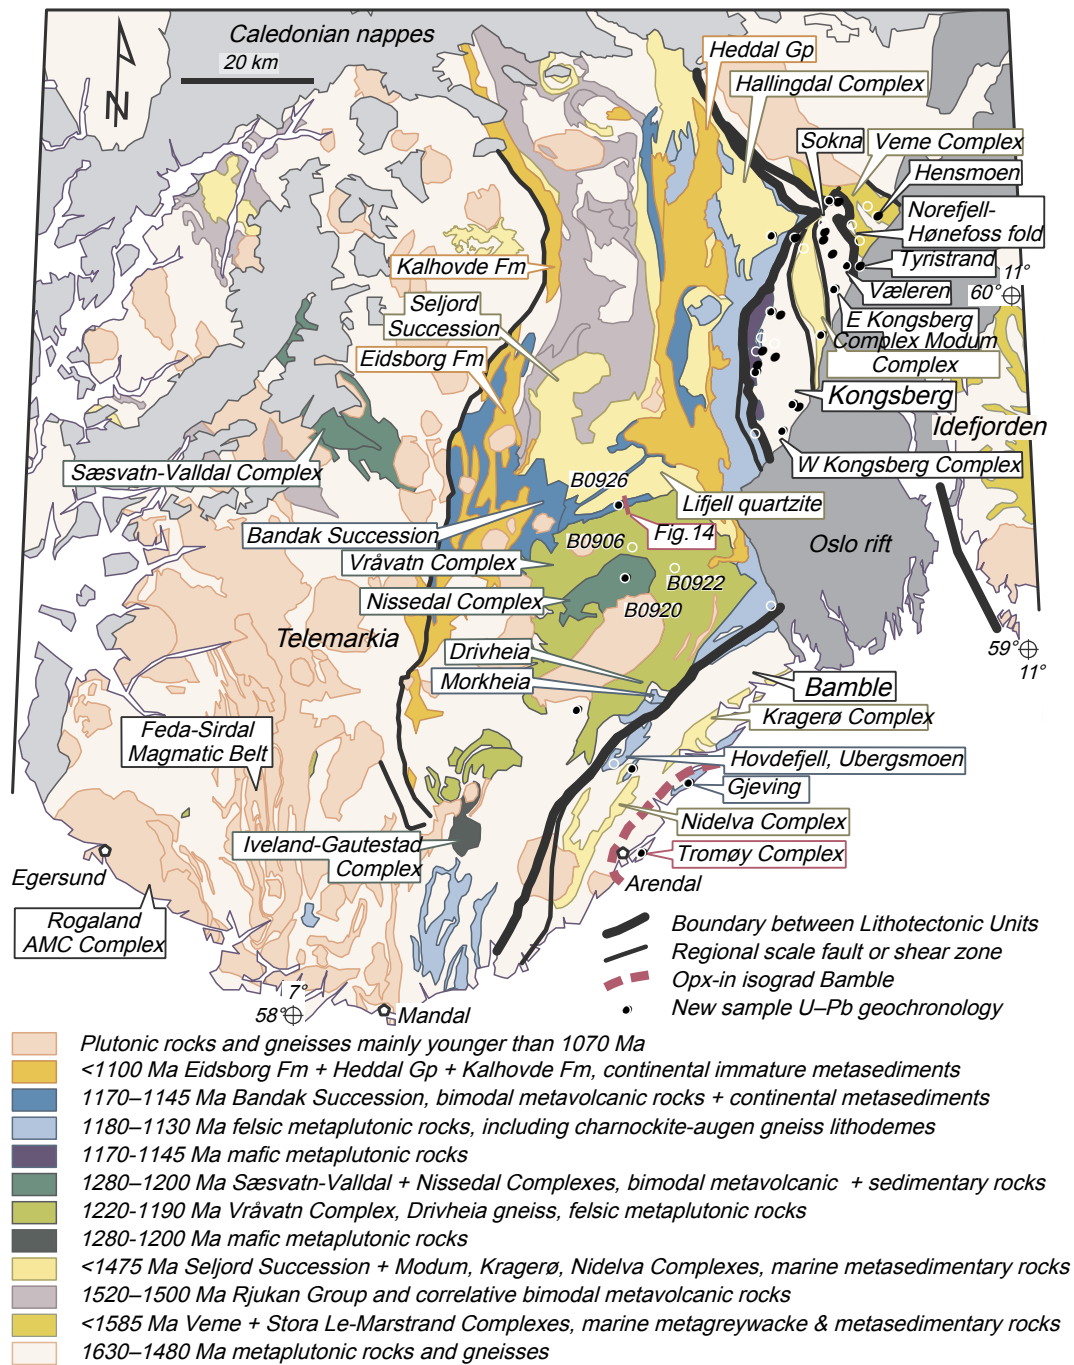 Caledonian nappes
20 km
N
Heddal Gp
Hallingdal Complex
Sokna
Veme Complex
Hensmoen
Norefjell-
Hønefoss fold
Tyristrand
11°
60°
Væleren
E Kongsberg
Complex Modum
Complex
Kalhovde Fm
Seljord
Succession
Eidsborg Fm
Kongsberg
Idefjorden
W Kongsberg Complex
Sæsvatn-Valldal Complex
B0926
Lifjell quartzite
Bandak Succession
Fig.14
Oslo rift
B0906
Vråvatn Complex
B0922
Nissedal Complex
B0920
Telemarkia
59°
11°
Drivheia
Morkheia
Bamble
Kragerø Complex
Feda-Sirdal
Magmatic Belt
Hovdefjell, Ubergsmoen
Gjeving
Nidelva Complex
Iveland-Gautestad
Complex
Tromøy Complex
Egersund
Arendal
Rogaland
AMC Complex
Boundary between Lithotectonic Units
Regional scale fault or shear zone
Opx-in isograd Bamble
New sample U–Pb geochronology
7°
58°
Mandal
Plutonic rocks and gneisses mainly younger than 1070 Ma
<1100 Ma Eidsborg Fm + Heddal Gp + Kalhovde Fm, continental immature metasediments
1170–1145 Ma Bandak Succession, bimodal metavolcanic rocks + continental metasediments
1180–1130 Ma felsic metaplutonic rocks, including charnockite-augen gneiss lithodemes
1170-1145 Ma mafic metaplutonic rocks
1280–1200 Ma Sæsvatn-Valldal + Nissedal Complexes, bimodal metavolcanic + sedimentary rocks
1220-1190 Ma Vråvatn Complex, Drivheia gneiss, felsic metaplutonic rocks
1280-1200 Ma mafic metaplutonic rocks
<1475 Ma Seljord Succession + Modum, Kragerø, Nidelva Complexes, marine metasedimentary rocks
1520–1500 Ma Rjukan Group and correlative bimodal metavolcanic rocks
<1585 Ma Veme + Stora Le-Marstrand Complexes, marine metagreywacke & metasedimentary rocks
1630–1480 Ma metaplutonic rocks and gneisses